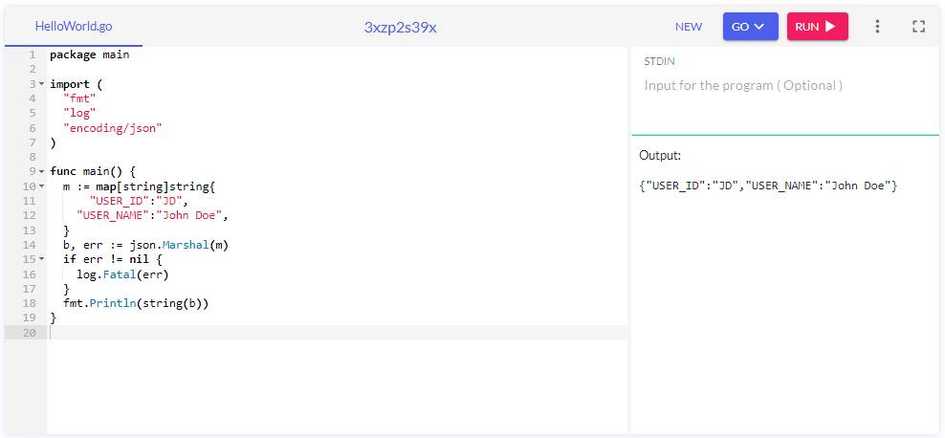 HelloWorld.go
3xzp2s39x
NEW
GO
RUN
1 package main
2
3 import (
4 "fmt"
5 "log"
6 "encoding/json"
7 )
8
9 func main() {
10 m := map[string]string{
11 "USER_ID":"JD",
12 "USER_NAME":"John Doe",
13 }
14 b, err := json.Marshal(m)
15 if err != nil {
16 log.Fatal(err)
17 }
18 fmt.Println(string(b))
19 }
20
STDIN
Input for the program ( Optional )
Output:
{"USER_ID":"JD","USER_NAME":"John Doe"}